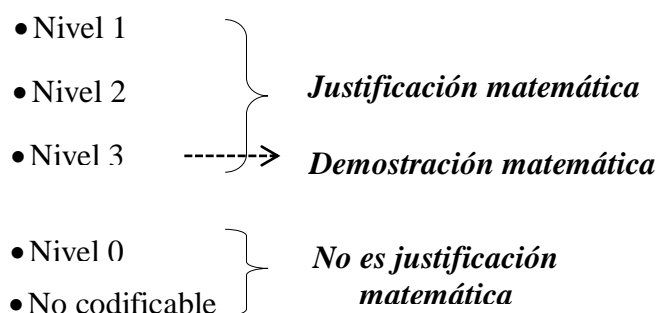 • Nivel 1
• Nivel 2
Justificación matemática
• Nivel 3
Demostración matemática
• Nivel 0
No es justificación
matemática
• No codificable